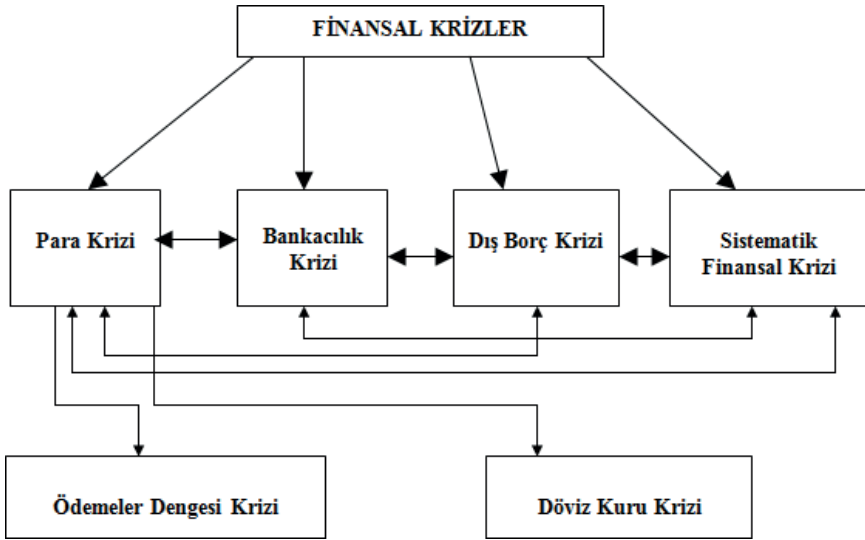 FİNANSAL KRİZLER
Para Krizi
Bankacılık
Krizi
Dış Borç Krizi
Sistematik
Finansal Krizi
Ödemeler Dengesi Krizi
Döviz Kuru Krizi